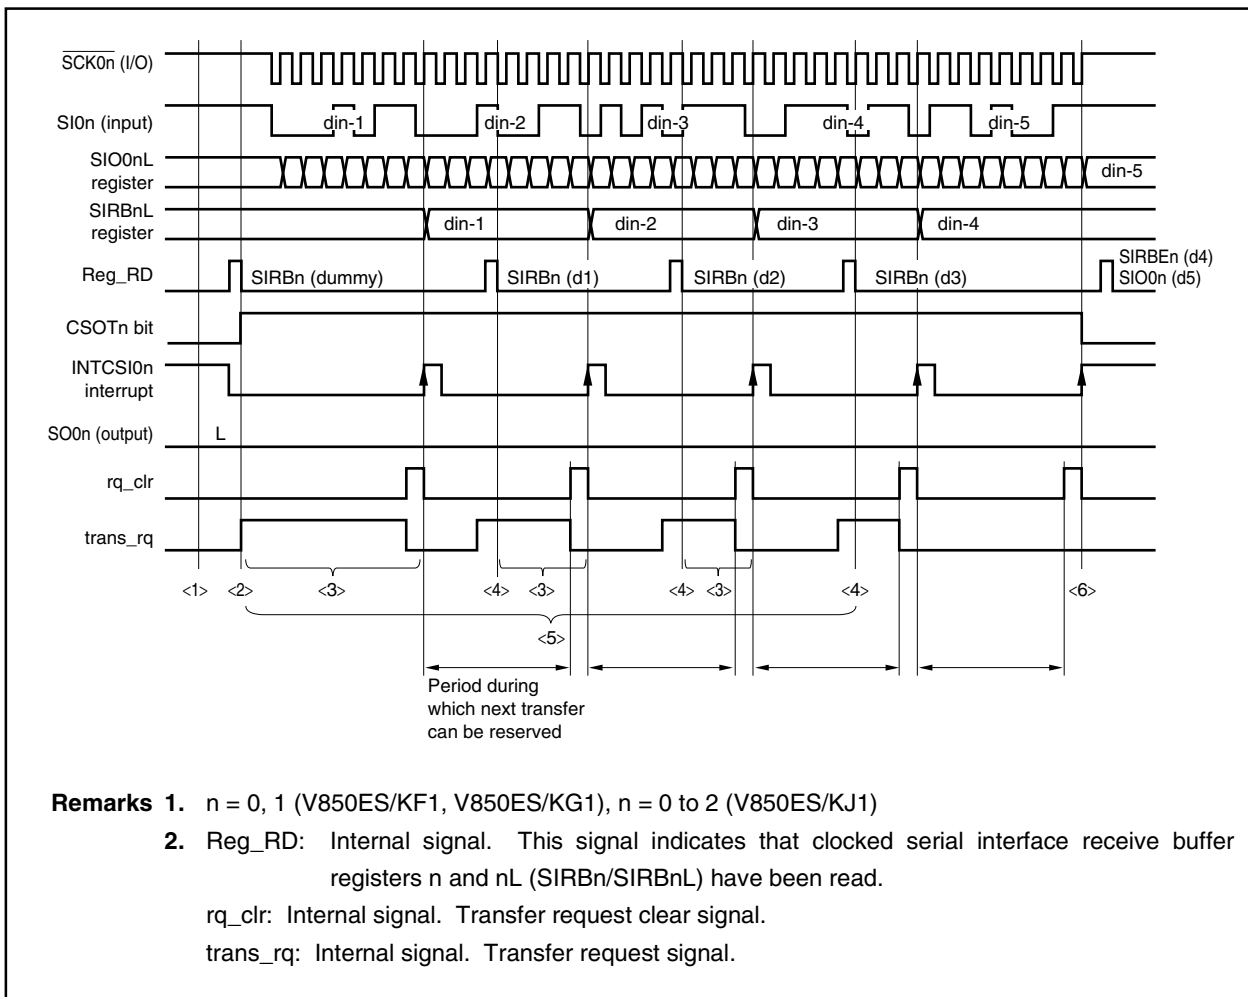 SCK0n (I/O)
SI0n (input) din-1 din-2 din-3 din-4 din-5
SIO0nL
register
din-5
SIRBnL
register
din-1 din-2 din-3 din-4
Reg_RD SIRBn (dummy) SIRBn (d1) SIRBn (d2) SIRBn (d3)
SIRBEn (d4)
SIO0n (d5)
CSOTn bit
INTCSI0n
interrupt
SO0n (output) L
rq_clr
trans_rq
<1> <2> <3> <4> <3> <4> <3> <4> <6>
<5>
Period during
which next transfer
can be reserved
Remarks 1. n = 0, 1 (V850ES/KF1, V850ES/KG1), n = 0 to 2 (V850ES/KJ1)
2. Reg_RD: Internal signal. This signal indicates that clocked serial interface receive buffer
registers n and nL (SIRBn/SIRBnL) have been read.
rq_clr: Internal signal. Transfer request clear signal.
trans_rq: Internal signal. Transfer request signal.